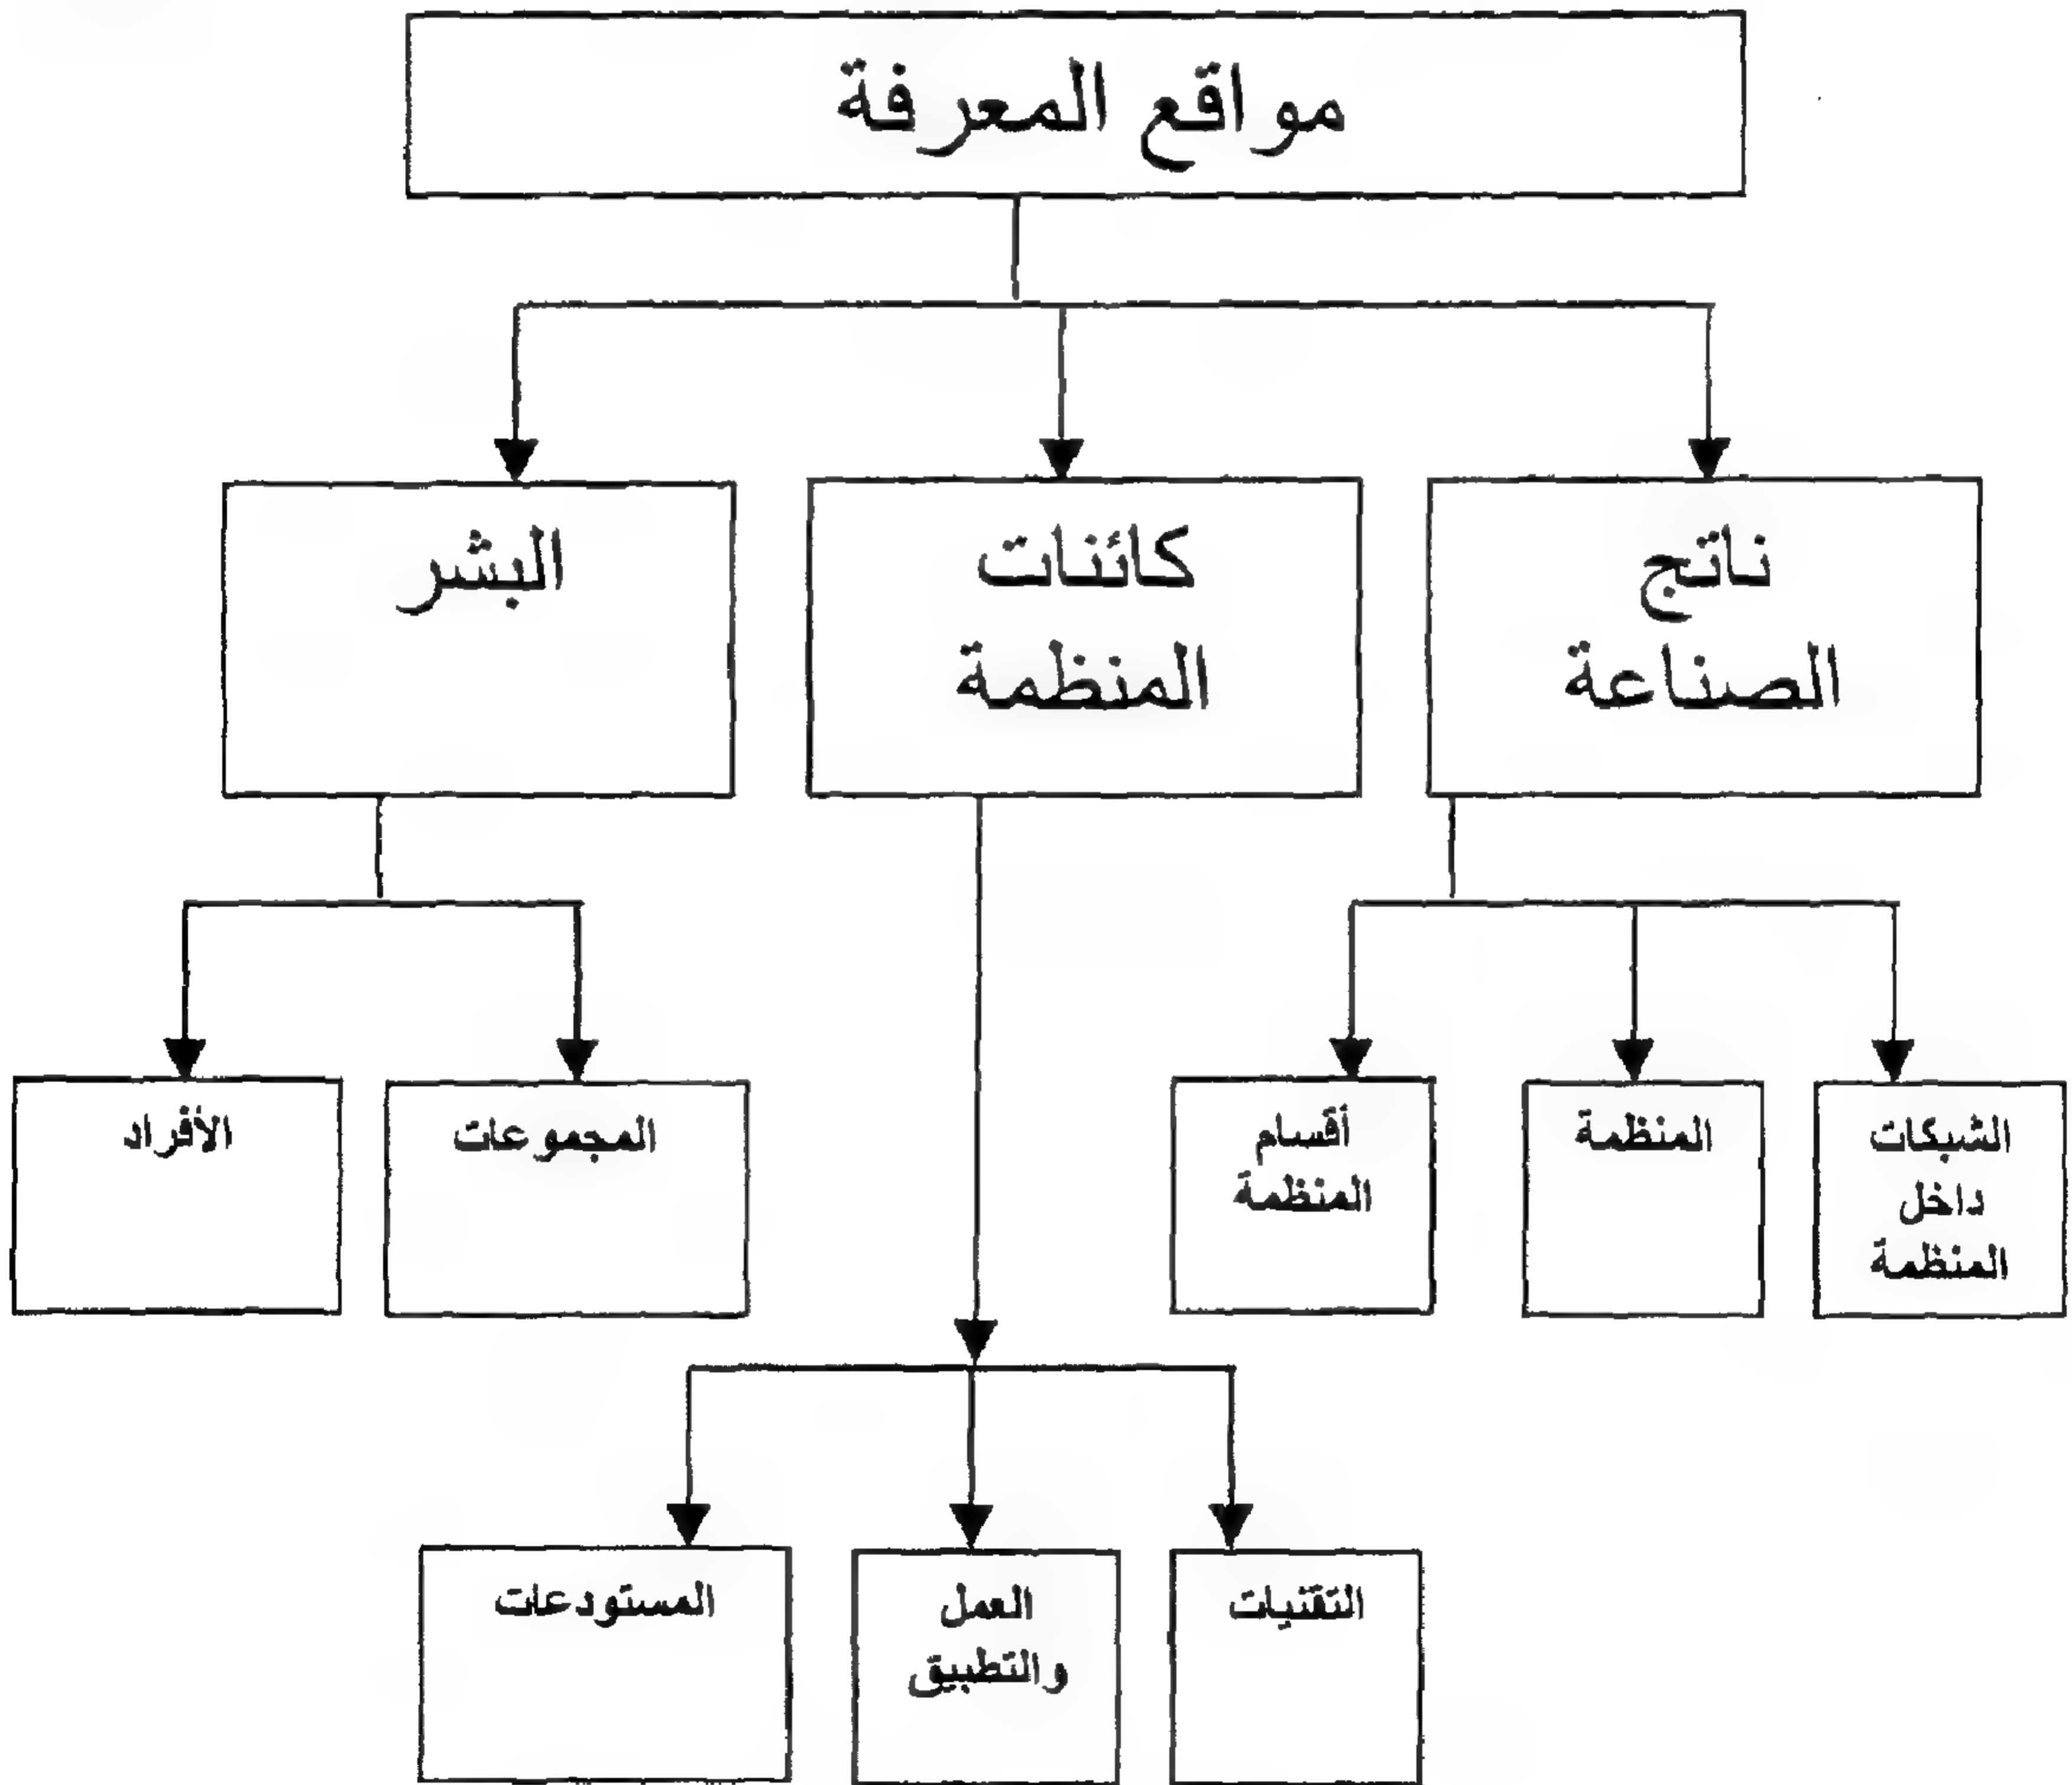 مواقع المعرفة
ناتج
الصناعة
كائنات
المنظمة
البشر
الشبكات
داخل
المنظمة
المنظمة
أقسام
المنظمة
المجموعات
الأفراد
التقنيات
العمل
والتطبيق
المستودعات